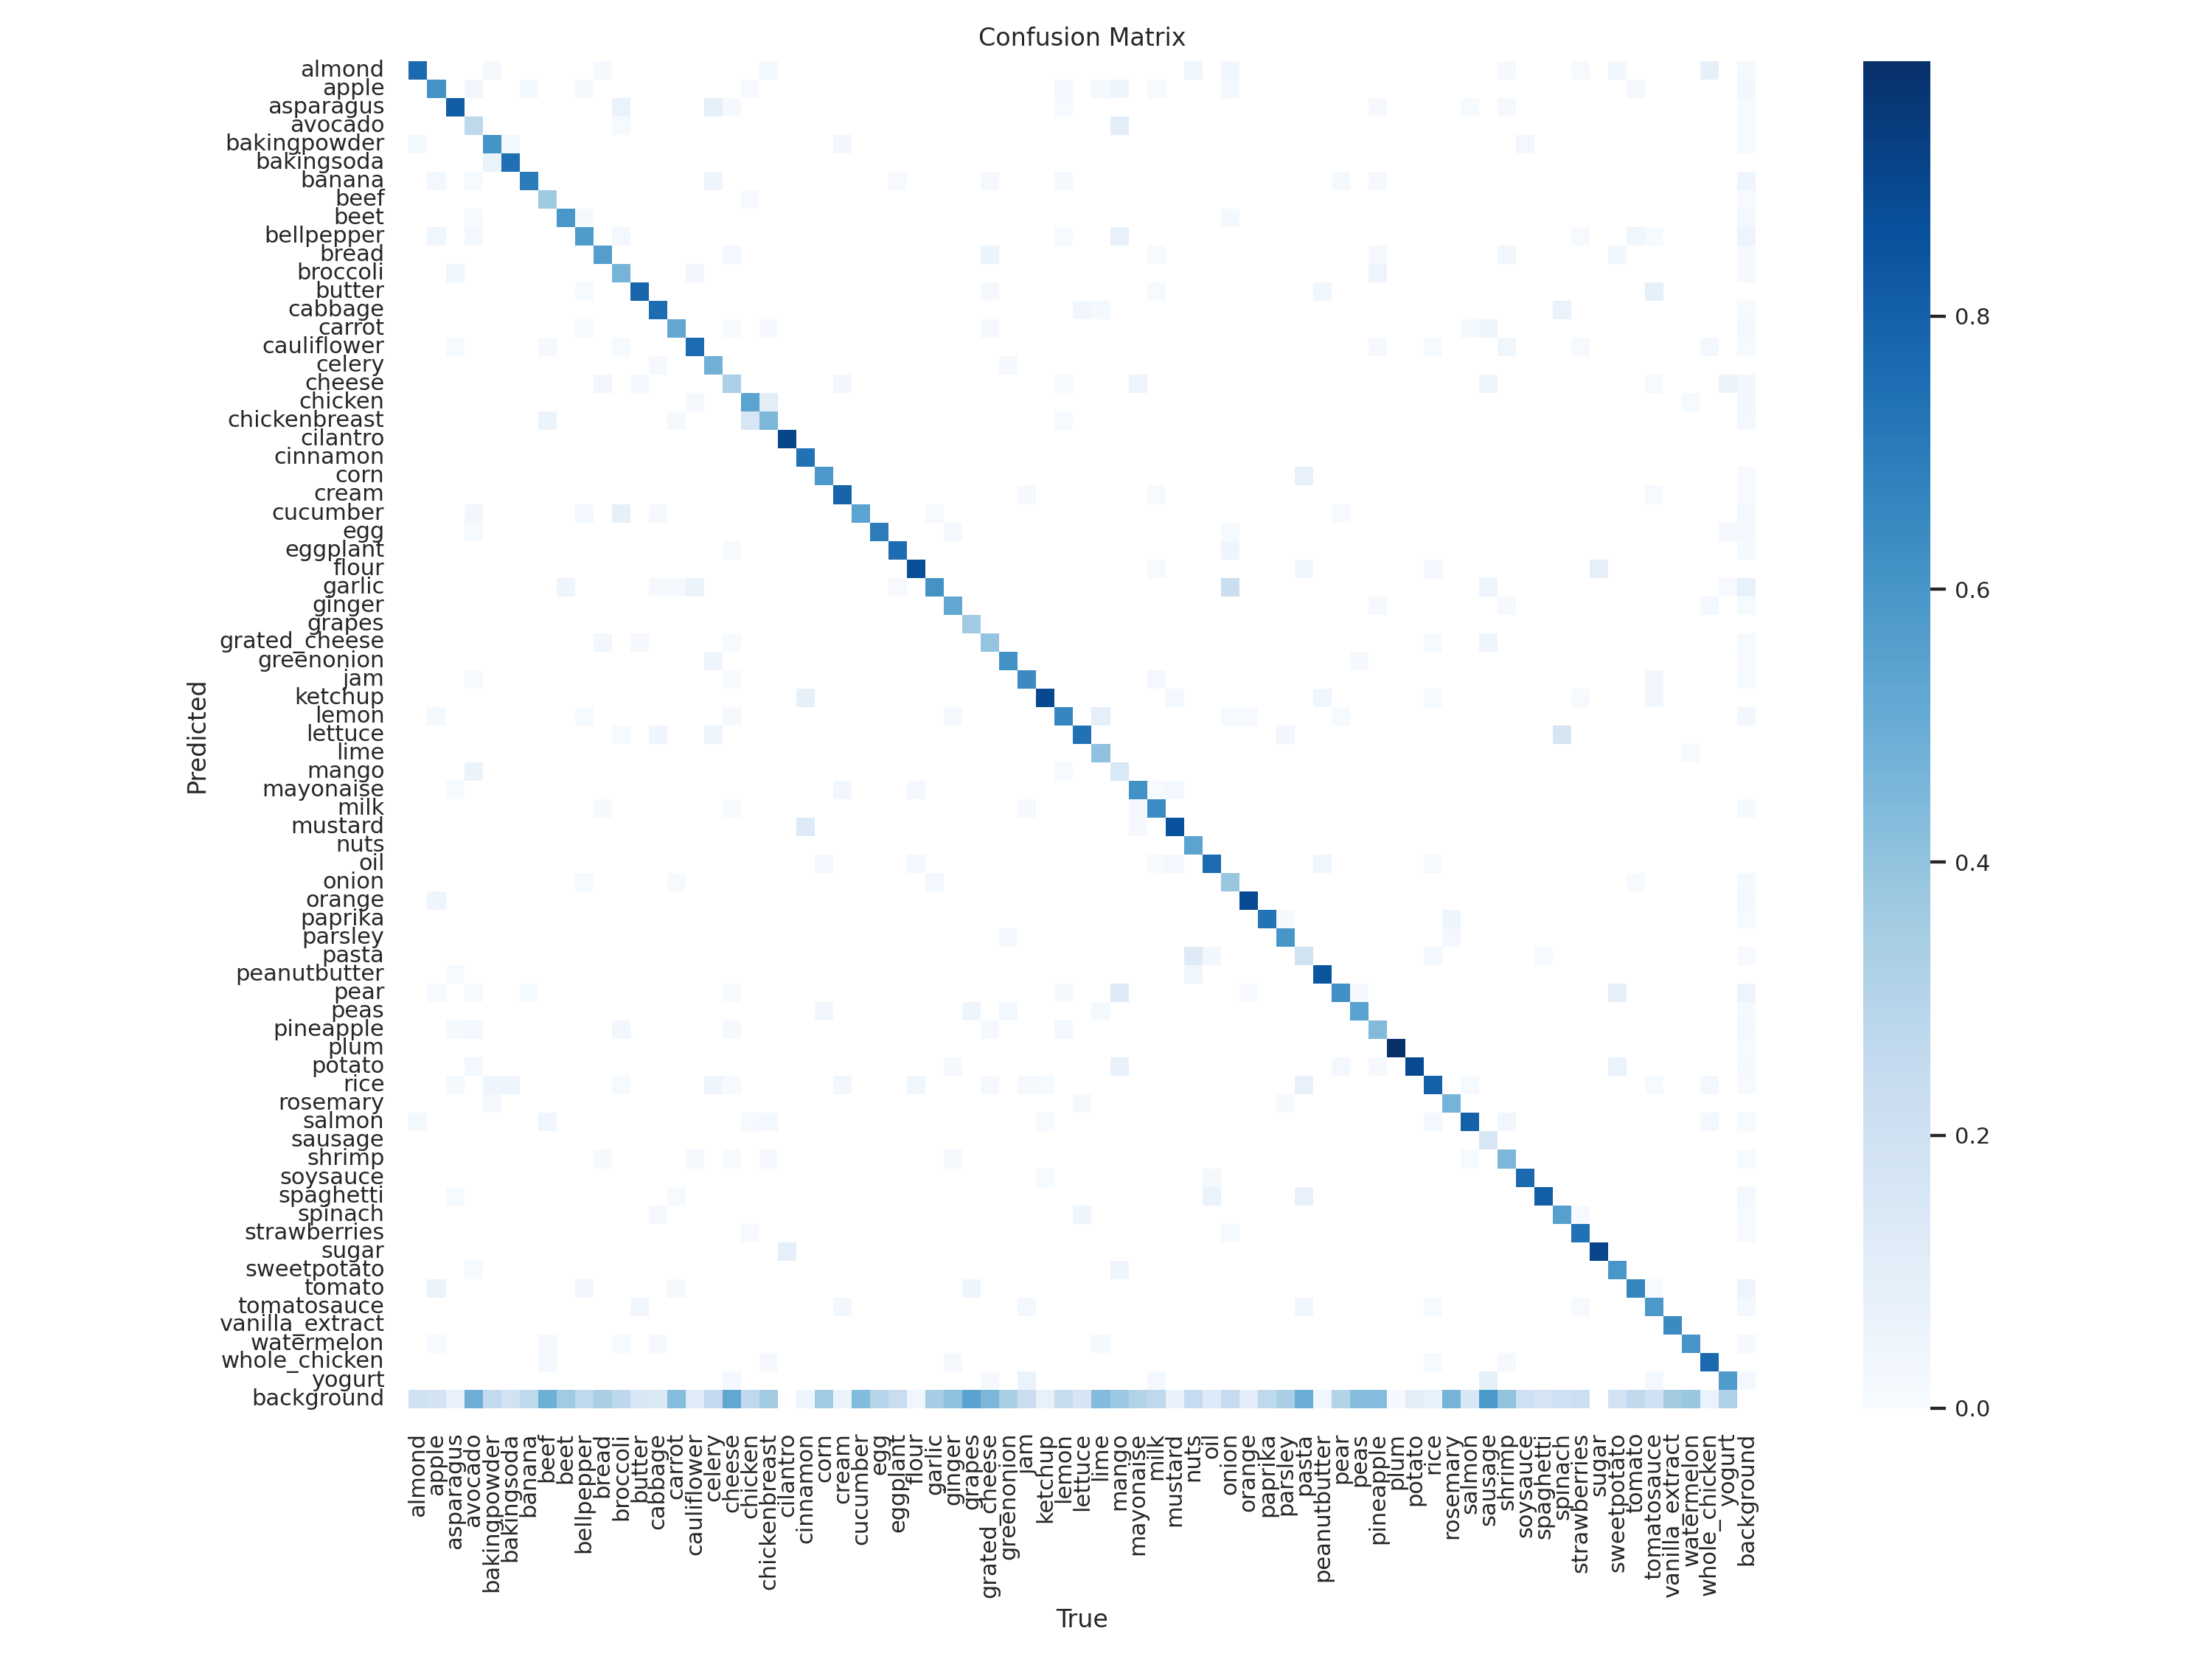 Confusion Matrix
almond
apple
asparagus
avocado
bakingpowder
bakingsoda
banana
beef
beet
bellpepper
bread
broccoli
butter
cabbage
carrot
cauliflower
celery
cheese
chicken
chickenbreast
cilantro
cinnamon
corn
cream
cucumber
egg
eggplant
flour
garlic
ginger
grapes
grated_cheese
greenonion
jam
ketchup
lemon
lettuce
lime
mango
mayonaise
milk
mustard
nuts
oil
onion
orange
paprika
parsley
pasta
peanutbutter
pear
peas
pineapple
plum
potato
rice
rosemary
salmon
sausage
shrimp
soysauce
spaghetti
spinach
strawberries
sugar
sweetpotato
tomato
tomatosauce
vanilla_extract
watermelon
whole_chicken
yogurt
background
Predicted
almond
apple
asparagus
avocado
bakingpowder
bakingsoda
banana
beef
beet
bellpepper
bread
broccoli
butter
cabbage
carrot
cauliflower
celery
cheese
chicken
chickenbreast
cilantro
cinnamon
corn
cream
cucumber
egg
eggplant
flour
garlic
ginger
grapes
grated_cheese
greenonion
jam
ketchup
lemon
lettuce
lime
mango
mayonaise
milk
mustard
nuts
oil
onion
orange
paprika
parsley
pasta
peanutbutter
pear
peas
pineapple
plum
potato
rice
rosemary
salmon
sausage
shrimp
soysauce
spaghetti
spinach
strawberries
sugar
sweetpotato
tomato
tomatosauce
vanilla_extract
watermelon
whole_chicken
yogurt
background
True
0.8
0.6
0.4
0.2
0.0